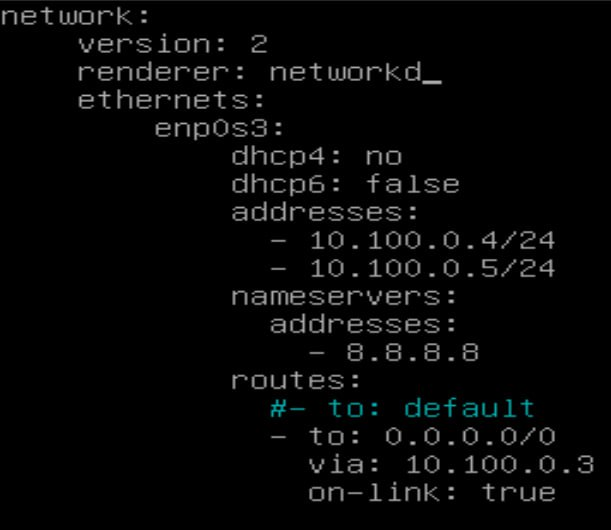 network:
    version: 2
    renderer: networkd_
    ethernets:
        enp0s3:
            dhcp4: no
            dhcp6: false
            addresses:
              - 10.100.0.4/24
              - 10.100.0.5/24
            nameservers:
              addresses:
                - 8.8.8.8
            routes:
              #- to: default
              - to: 0.0.0.0/0
                via: 10.100.0.3
                on-link: true